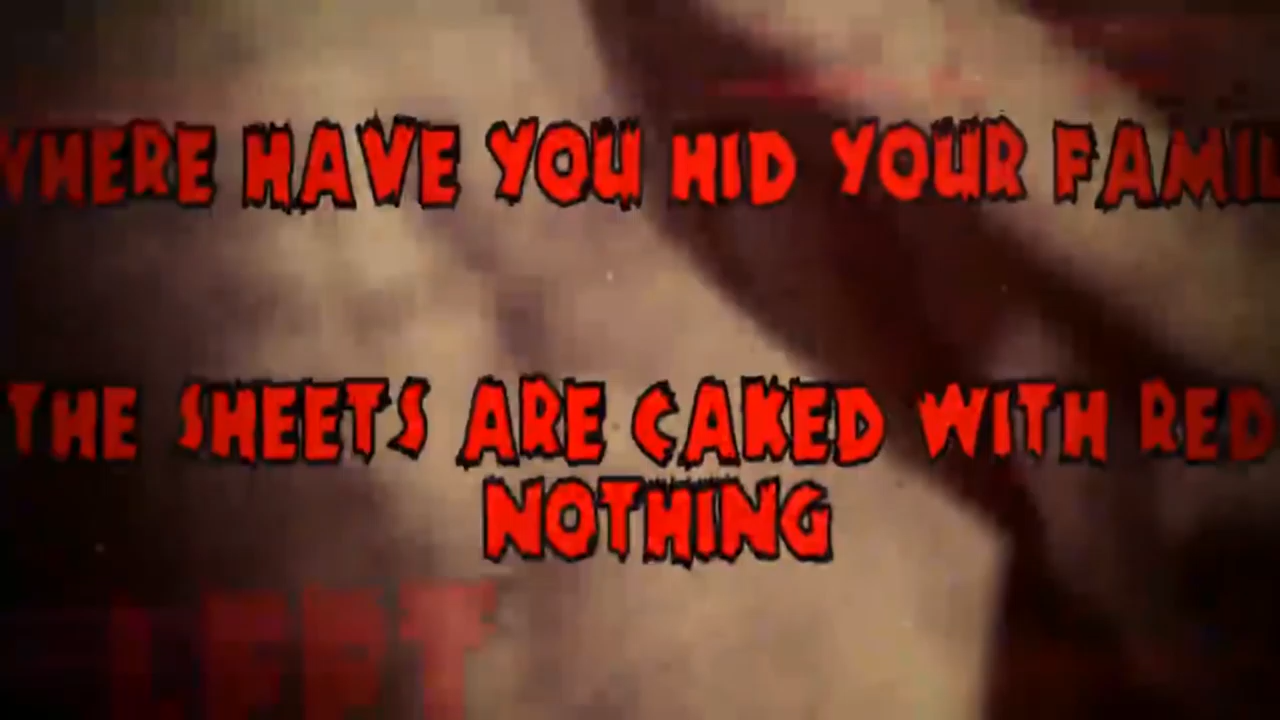 WHERE HAVE YOU HID YOUR FAMIL
THE SHEETS ARE CAKED WITH RED
NOTHING
LEFT